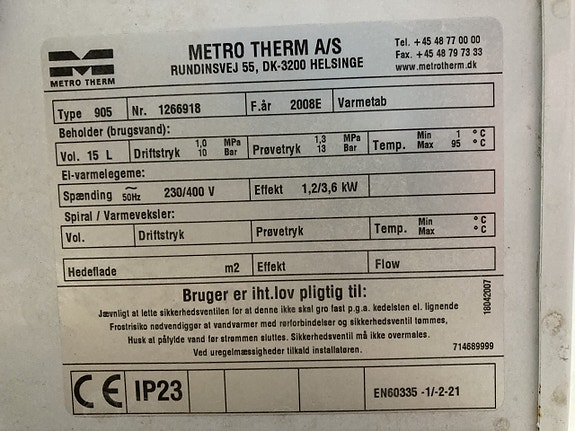 METRO THERM
METRO THERM A/S
RUNDINSVEJ 55, DK-3200 HELSINGE
Tel. +45 48 77 00 00
Fax. +45 48 79 73 33
www.metrotherm.dk
Type 905 Nr. 1266918 F.år 2008E Varmetab
Beholder (brugsvand):
Vol. 15 L Driftstryk 1,0 MPa 10 Bar Prøvetryk 1,3 MPa 13 Bar Temp. Min 1 °C Max 95 °C
El-varmelegeme:
Spænding ~ 50Hz 230/400 V Effekt 1,2/3,6 kW
Spiral / Varmeveksler:
Vol. Driftstryk Prøvetryk Temp. Min °C Max °C
Hedeflade m2 Effekt Flow
Bruger er iht.lov pligtig til:
Jævnligt at lette sikkerhedsventilen for at denne ikke skal gro fast p.g.a. kedelsten el. lignende
Frostrisiko nødvendiggør at vandvarmer med rørforbindelser og sikkerhedsventil tømmes,
Husk at påfylde vand før strømmen sluttes. Sikkerhedsventil må ikke overmales.
Ved uregelmæssigheder tilkald installatøren.
18042007
714689999
CE IP23 EN60335 -1/-2-21